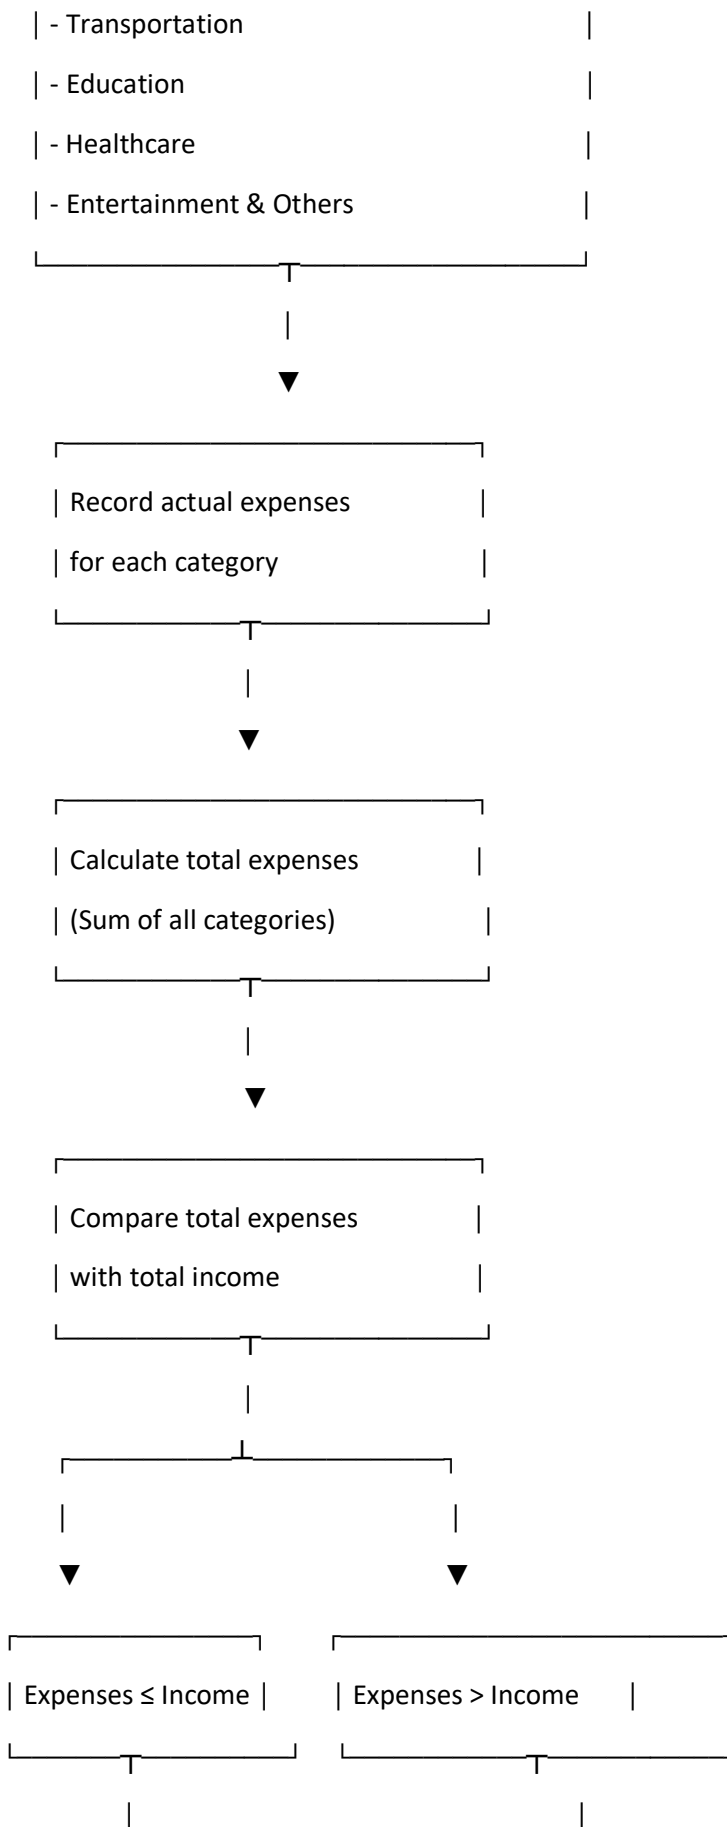 - Transportation
- Education
- Healthcare
- Entertainment & Others
Record actual expenses
for each category
Calculate total expenses
(Sum of all categories)
Compare total expenses
with total income
Expenses ≤ Income
Expenses > Income